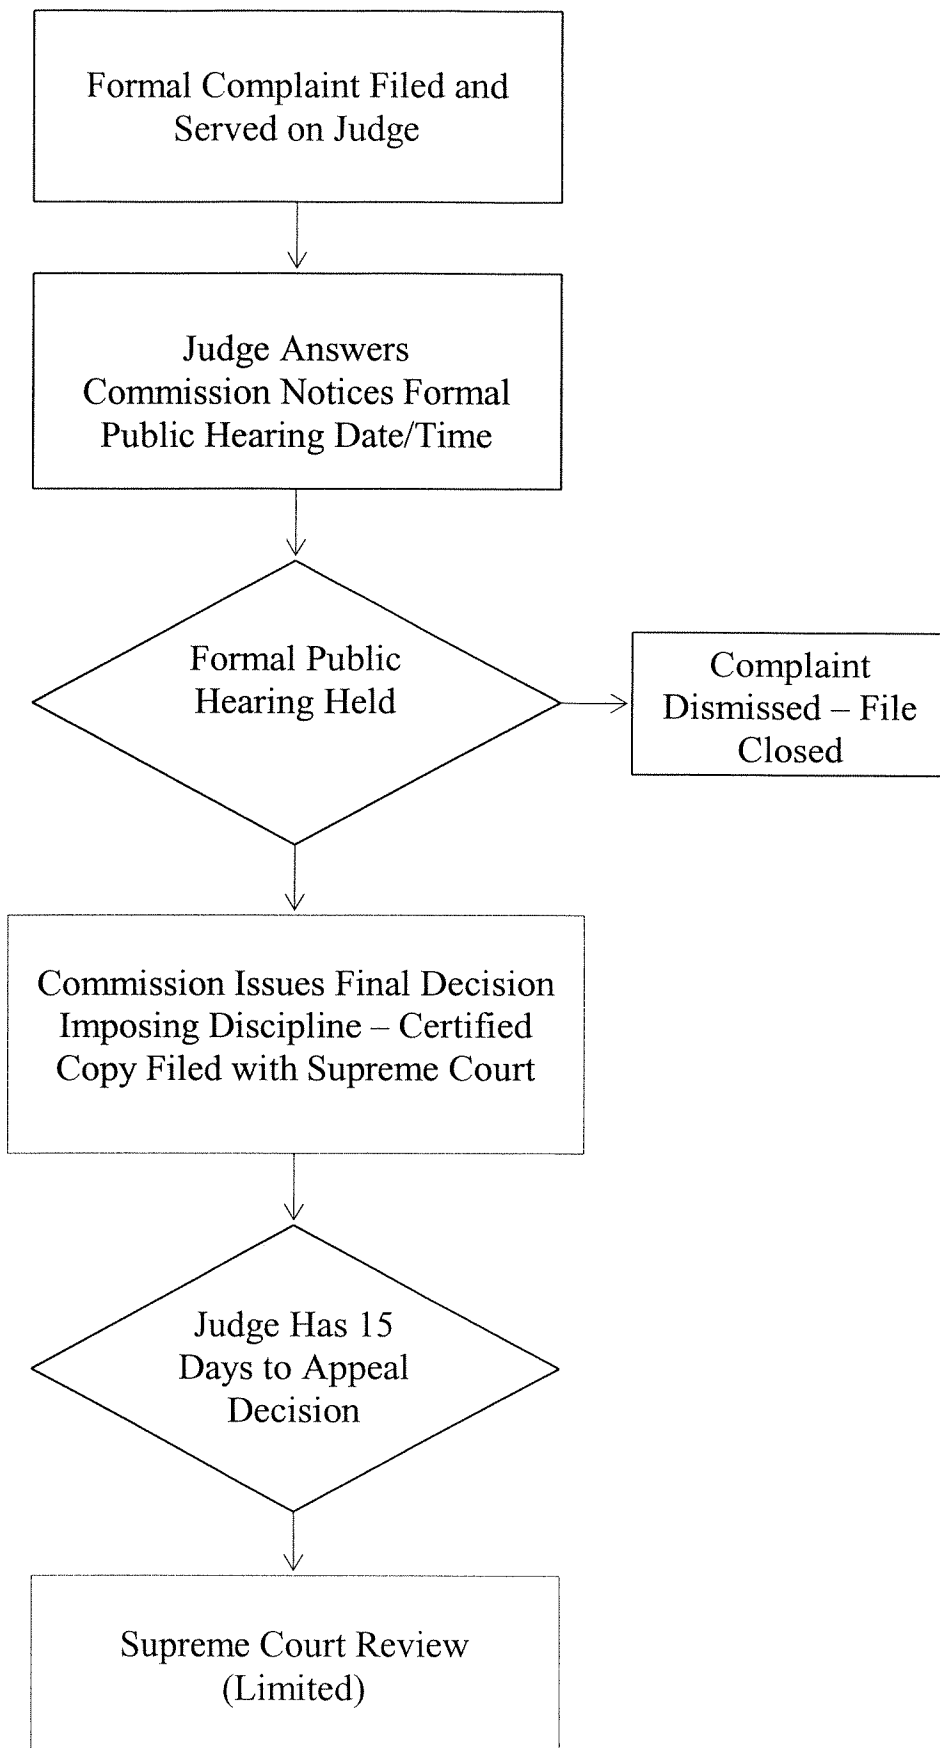 Formal Complaint Filed and
Served on Judge
Judge Answers
Commission Notices Formal
Public Hearing Date/Time
Formal Public
Hearing Held
Complaint
Dismissed – File
Closed
Commission Issues Final Decision
Imposing Discipline – Certified
Copy Filed with Supreme Court
Judge Has 15
Days to Appeal
Decision
Supreme Court Review
(Limited)